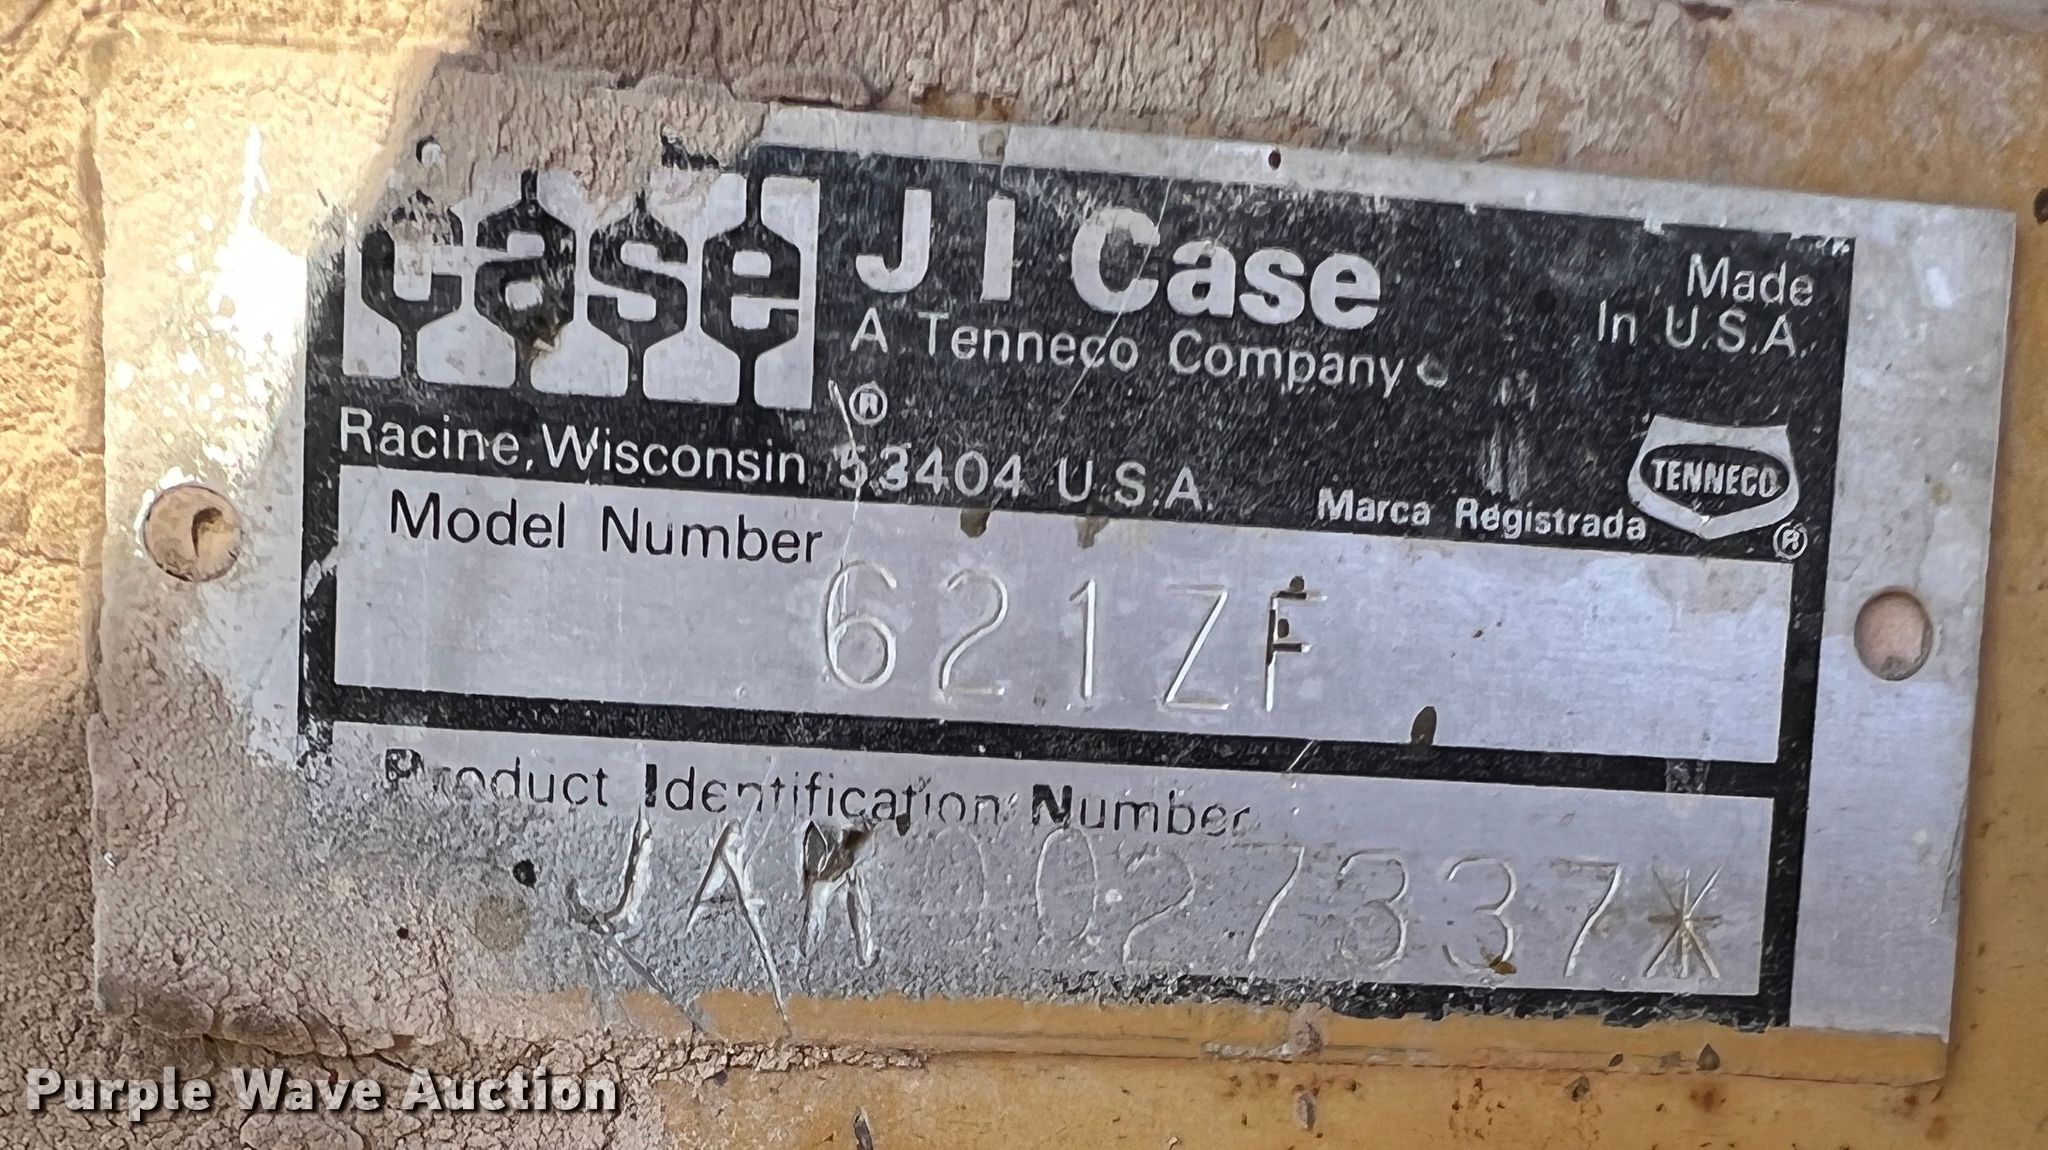 case
J I Case
A Tenneco Company
®
Made
In U.S.A.
Racine, Wisconsin 53404 U.S.A.
Marca Registrada
TENNECO
®
Model Number
621ZF
Product Identification Number
JAK0027337*
Purple Wave Auction